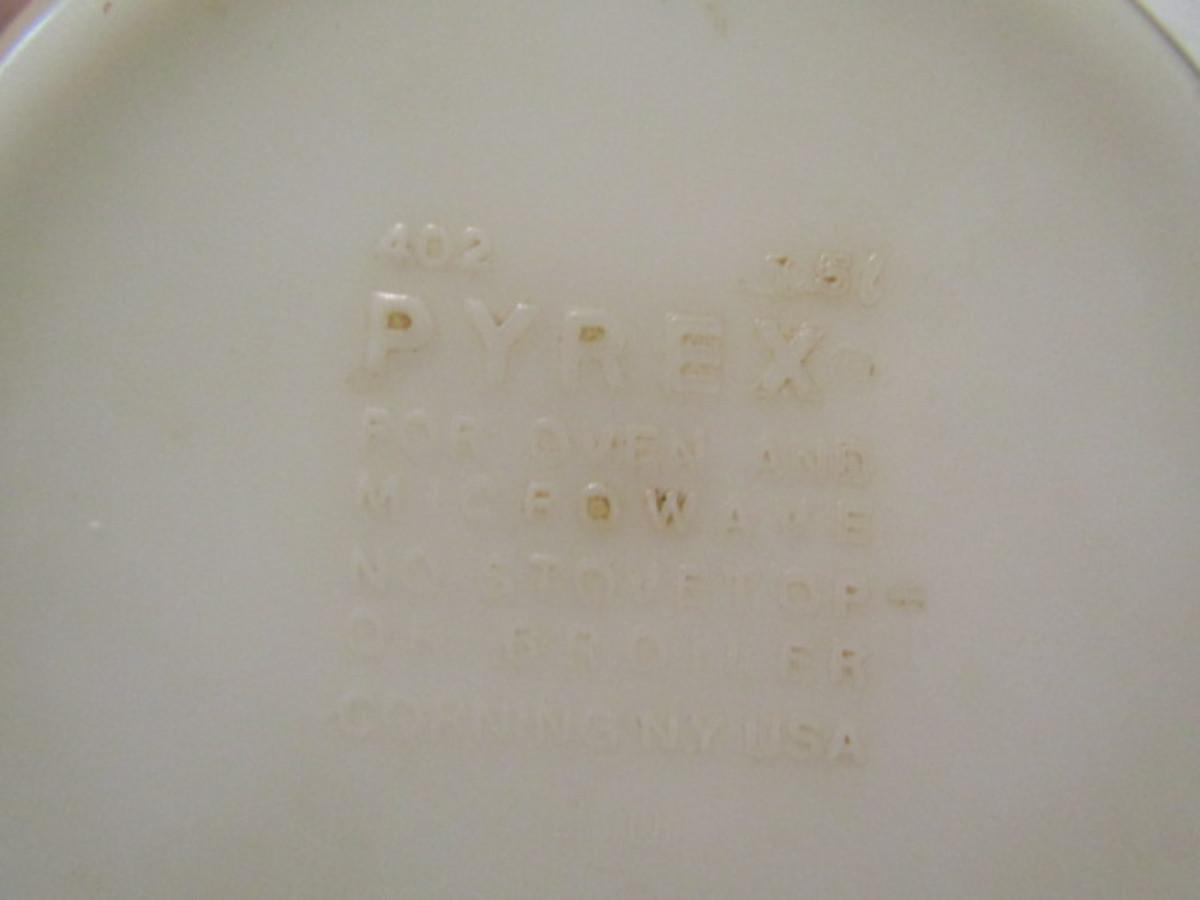 402
PYREX®
FOR OVEN AND
MICROWAVE
NO STOVETOP
OR BROILER
CORNING NY USA